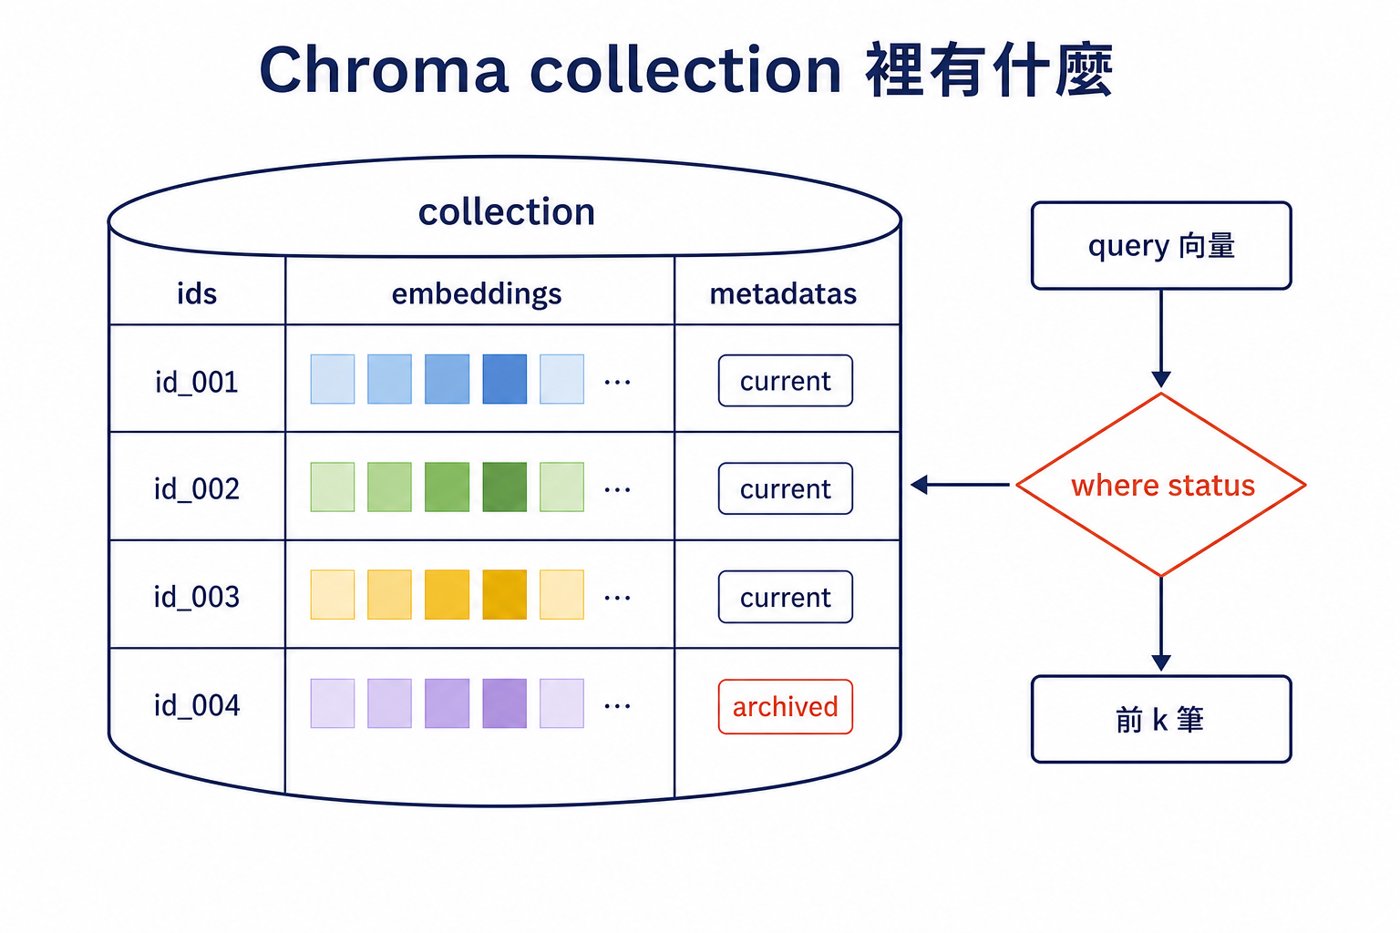 Chroma collection 裡有什麼
collection
ids embeddings metadatas
id_001 ... current
id_002 ... current
id_003 ... current
id_004 ... archived
query 向量
where status
前 k 筆